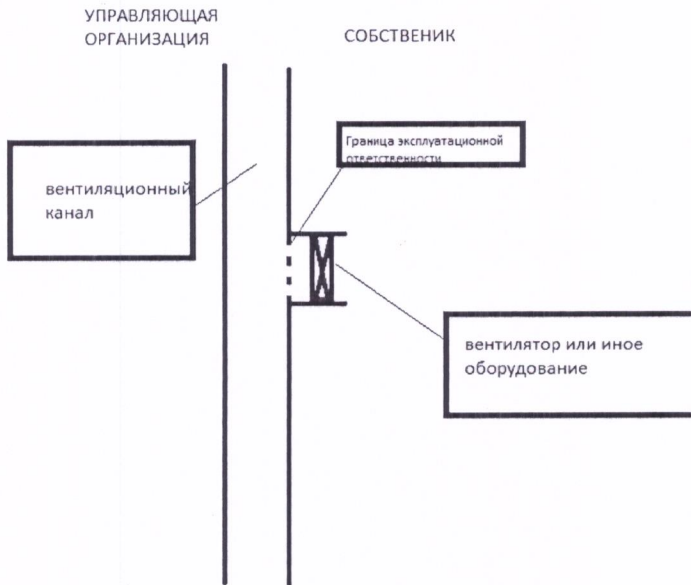 УПРАВЛЯЮЩАЯ
ОРГАНИЗАЦИЯ
СОБСТВЕНИК
Граница эксплуатационной
ответственности
вентиляционный
канал
вентилятор или иное
оборудование